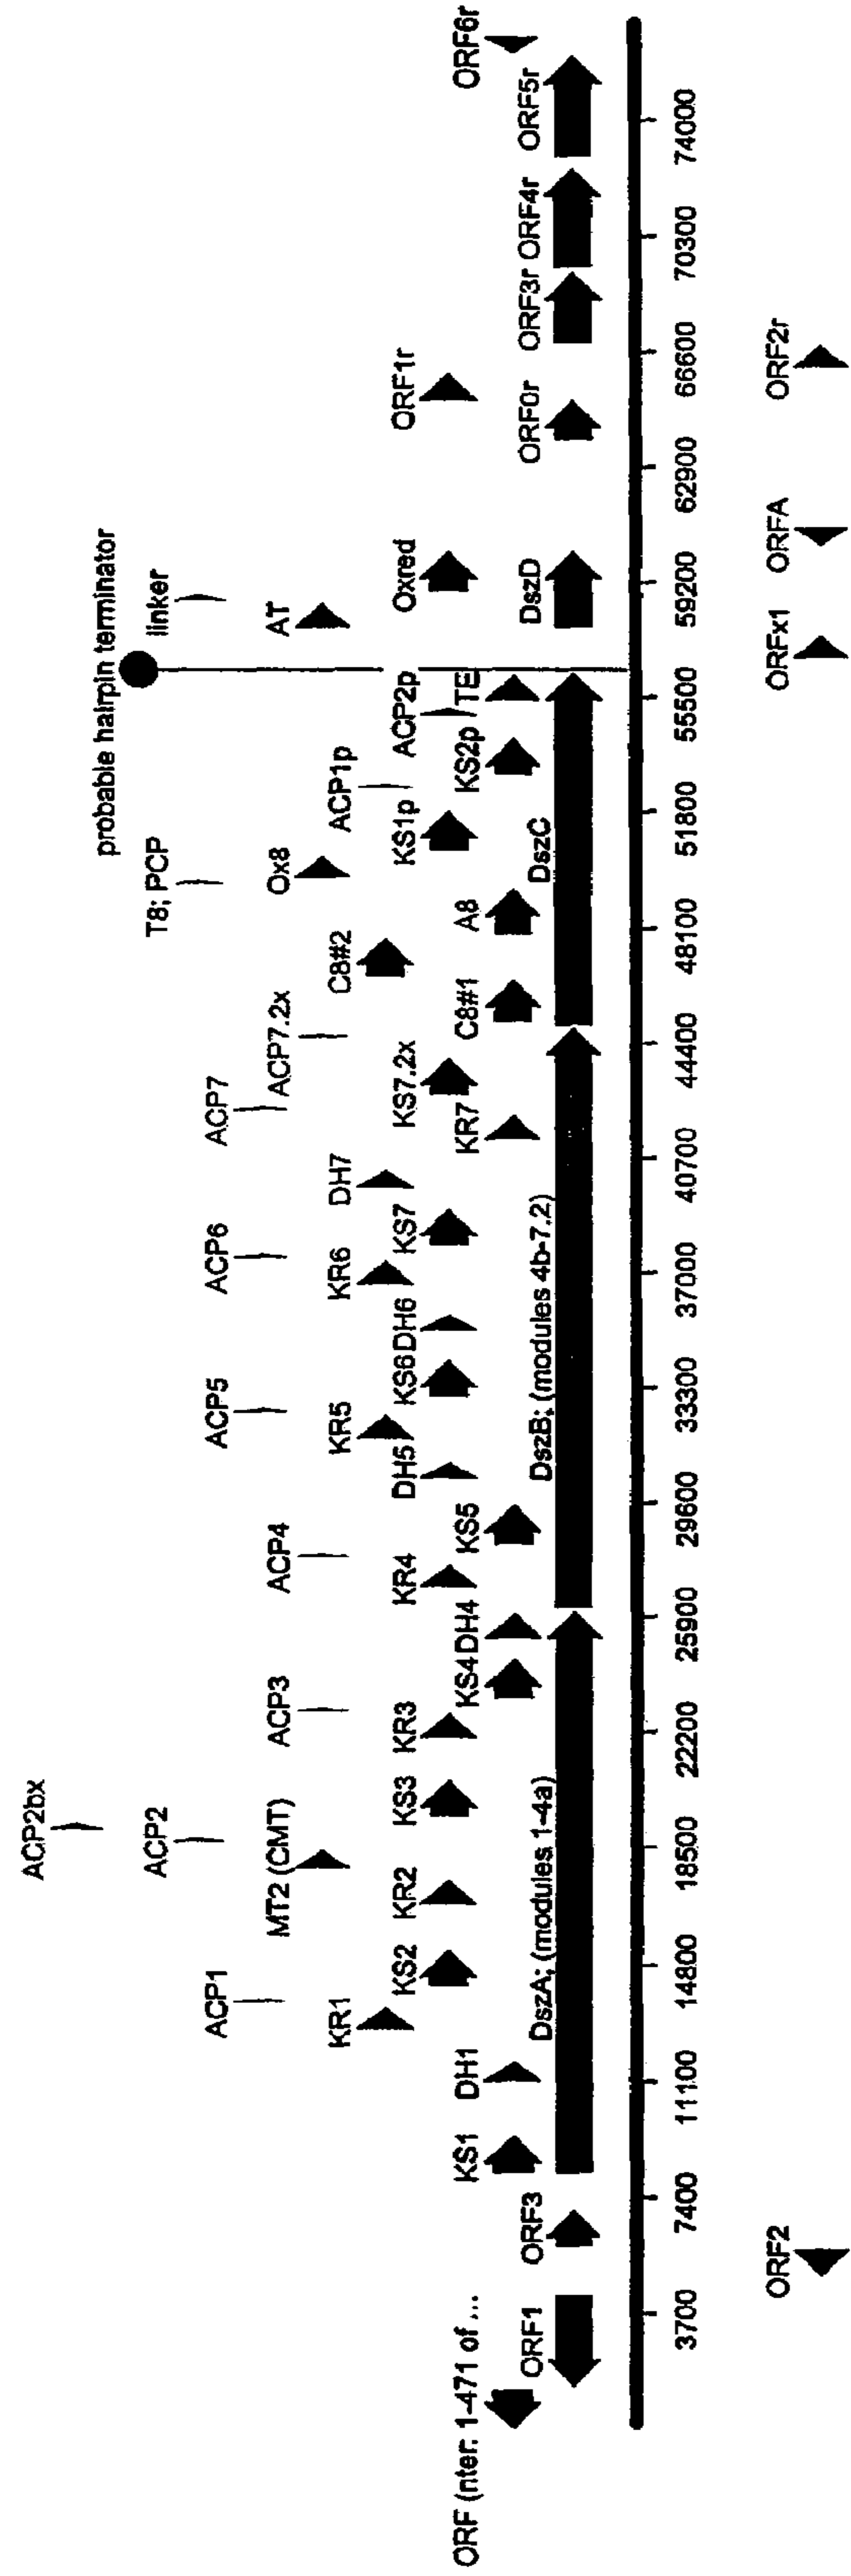 ACP2bx
probable hairpin terminator
ACP2
T8; PCP
linker
ACP1
ACP5
ACP6
ACP7
MT2 (CMT)
ACP3
ACP4
ACP7.2x
Ox8
AT
KR1
KR5
KR6
DH7
C8#2
ACP1p
KS2
KR2
KS3
KR3
KR4
DH5
KS6
DH6
KS7
KS7.2x
KS1p
ACP2p
Oxred
ORF1r
ORF (nter. 1-471 of ...
KS1
DH1
KS4
DH4
KS5
KR7
C8#1
A8
KS2p
TE
ORF6r
ORF1
ORF3
DszA; (modules 1-4a)
DszB; (modules 4b-7.2)
DszC
DszD
ORF0r
ORF3r
ORF4r
ORF5r
3700
7400
11100
14800
18500
22200
25900
29600
33300
37000
40700
44400
48100
51800
55500
59200
62900
66600
70300
74000
ORF2
ORFx1
ORFA
ORF2r